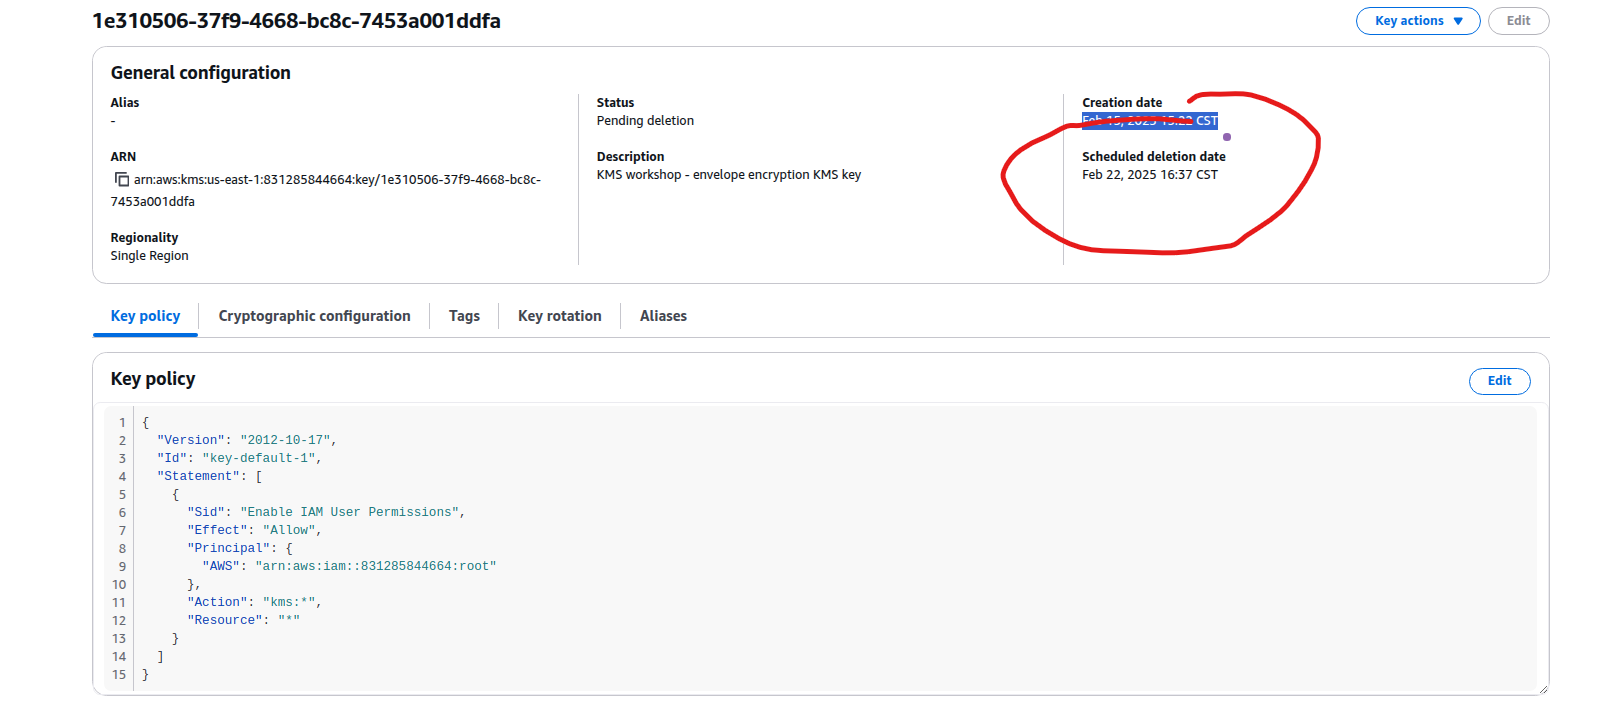 1e310506-37f9-4668-bc8c-7453a001ddfa
Key actions
Edit
General configuration
Alias
-
ARN
arn:aws:kms:us-east-1:831285844664:key/1e310506-37f9-4668-bc8c-
7453a001ddfa
Regionality
Single Region
Status
Pending deletion
Description
KMS workshop - envelope encryption KMS key
Creation date
Feb 15, 2025 15:22 CST
Scheduled deletion date
Feb 22, 2025 16:37 CST
Key policy
Cryptographic configuration
Tags
Key rotation
Aliases
Key policy
Edit
1 {
2 "Version": "2012-10-17",
3 "Id": "key-default-1",
4 "Statement": [
5 {
6 "Sid": "Enable IAM User Permissions",
7 "Effect": "Allow",
8 "Principal": {
9 "AWS": "arn:aws:iam::831285844664:root"
10 },
11 "Action": "kms:*",
12 "Resource": "*"
13 }
14 ]
15 }